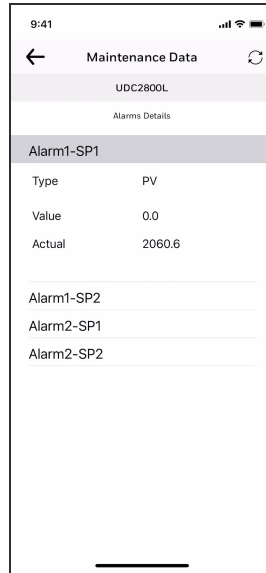 9:41
Maintenance Data
UDC2800L
Alarms Details
Alarm1-SP1
Type PV
Value 0.0
Actual 2060.6
Alarm1-SP2
Alarm2-SP1
Alarm2-SP2